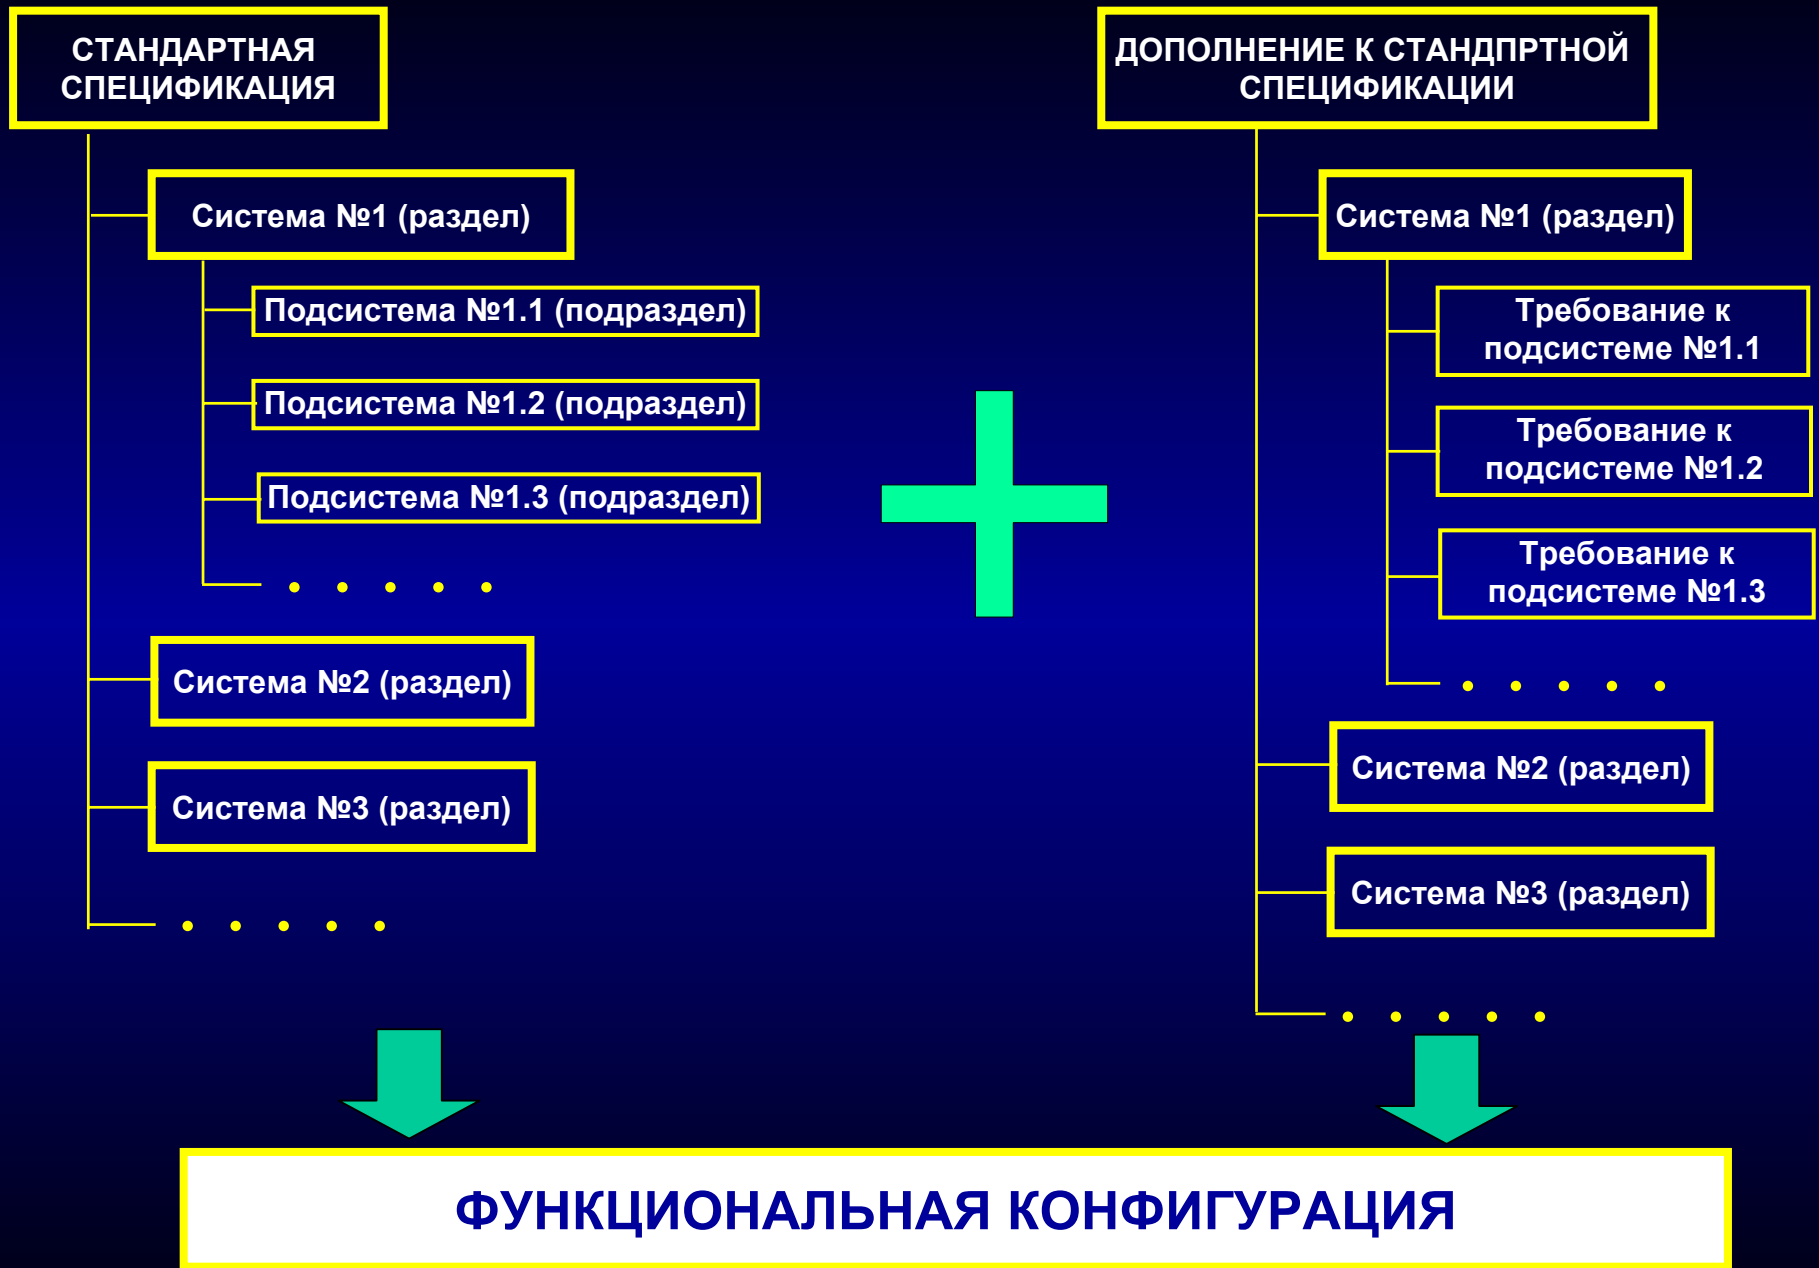 СТАНДАРТНАЯ
СПЕЦИФИКАЦИЯ
Система №1 (раздел)
Подсистема №1.1 (подраздел)
Подсистема №1.2 (подраздел)
Подсистема №1.3 (подраздел)
. . . . .
Система №2 (раздел)
Система №3 (раздел)
. . . . .
ДОПОЛНЕНИЕ К СТАНДПРТНОЙ
СПЕЦИФИКАЦИИ
Система №1 (раздел)
Требование к
подсистеме №1.1
Требование к
подсистеме №1.2
Требование к
подсистеме №1.3
. . . . .
Система №2 (раздел)
Система №3 (раздел)
. . . . .
ФУНКЦИОНАЛЬНАЯ КОНФИГУРАЦИЯ